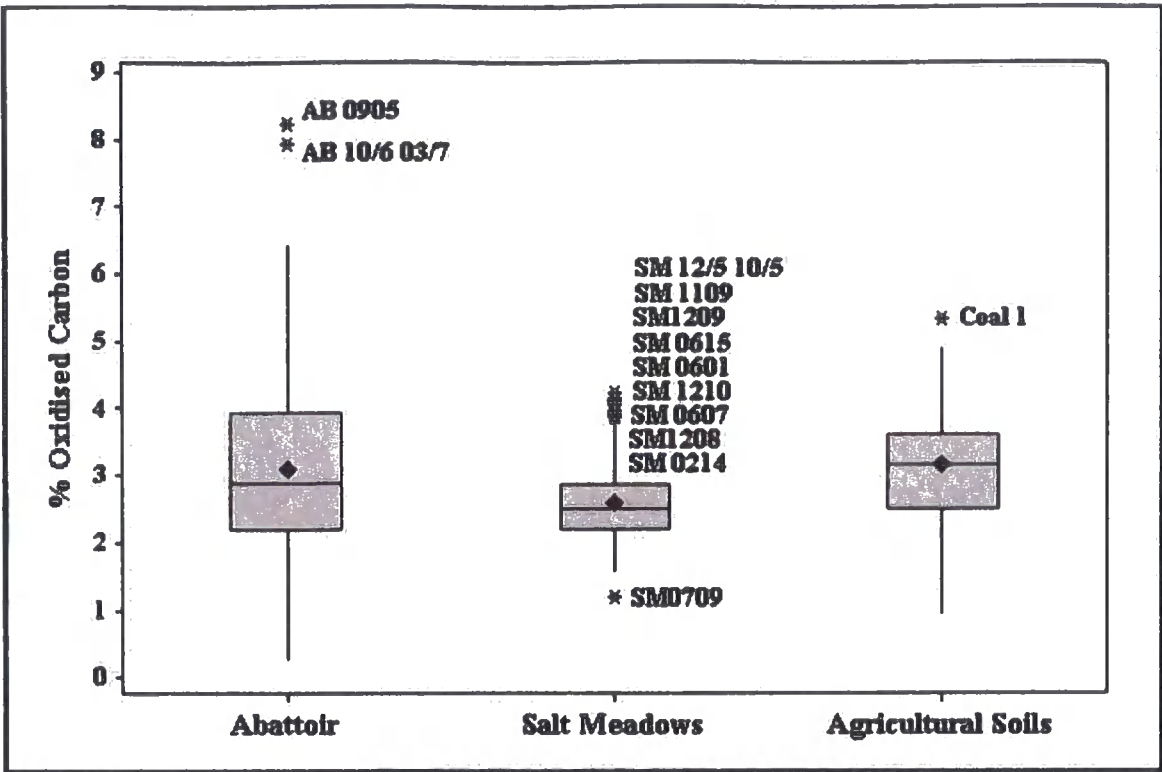 % Oxidised Carbon
9
8
7
6
5
4
3
2
1
0
AB 0905
AB 10/6 03/7
SM 12/5 10/5
SM 1109
SM1209
SM 0615
SM 0601
SM 1210
SM 0607
SM1208
SM 0214
SM0709
Coal 1
Abattoir
Salt Meadows
Agricultural Soils